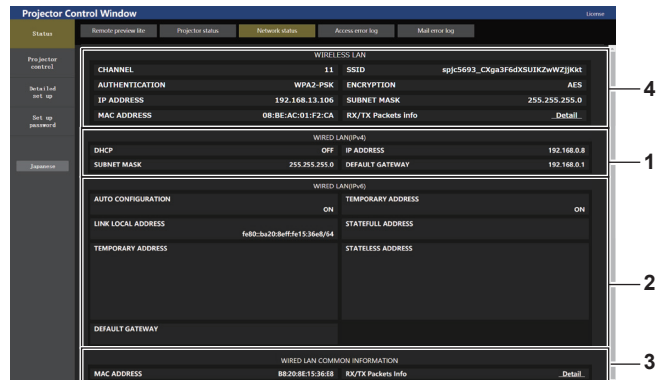 Projector Control Window License
Status Remote preview lite Projector status Network status Access error log Mail error log
Projector
control
Detailed
set up
Set up
password
Japanese
WIRELESS LAN
CHANNEL 11 SSID spjc5693_CXga3F6dXSUIKZwWZjjKkt
AUTHENTICATION WPA2-PSK ENCRYPTION AES
IP ADDRESS 192.168.13.106 SUBNET MASK 255.255.255.0
MAC ADDRESS 08:BE:AC:01:F2:CA RX/TX Packets info Detail
4
WIRED LAN(IPv4)
DHCP OFF IP ADDRESS 192.168.0.8
SUBNET MASK 255.255.255.0 DEFAULT GATEWAY 192.168.0.1
1
WIRED LAN(IPv6)
AUTO CONFIGURATION ON TEMPORARY ADDRESS ON
LINK LOCAL ADDRESS fe80::ba20:8eff:fe15:36e8/64 STATEFULL ADDRESS
TEMPORARY ADDRESS STATELESS ADDRESS
2
DEFAULT GATEWAY
WIRED LAN COMMON INFORMATION
3
MAC ADDRESS B8:20:8E:15:36:E8 RX/TX Packets Info Detail